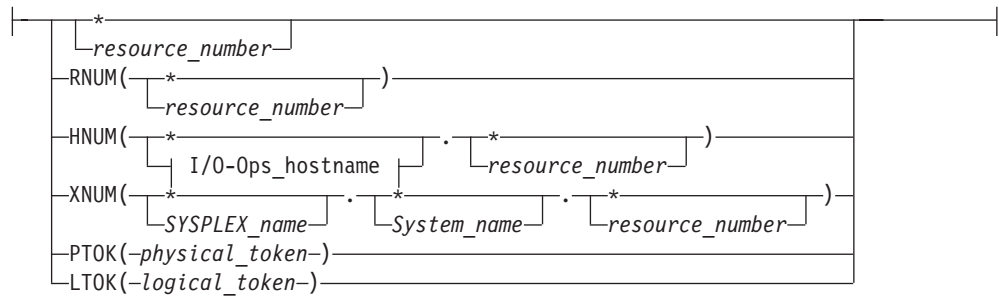 *
resource_number
RNUM( * )
resource_number
HNUM( * . * )
I/O-Ops_hostname resource_number
XNUM( * . * . * )
SYSPLEX_name System_name resource_number
PTOK(physical_token)
LTOK(logical_token)